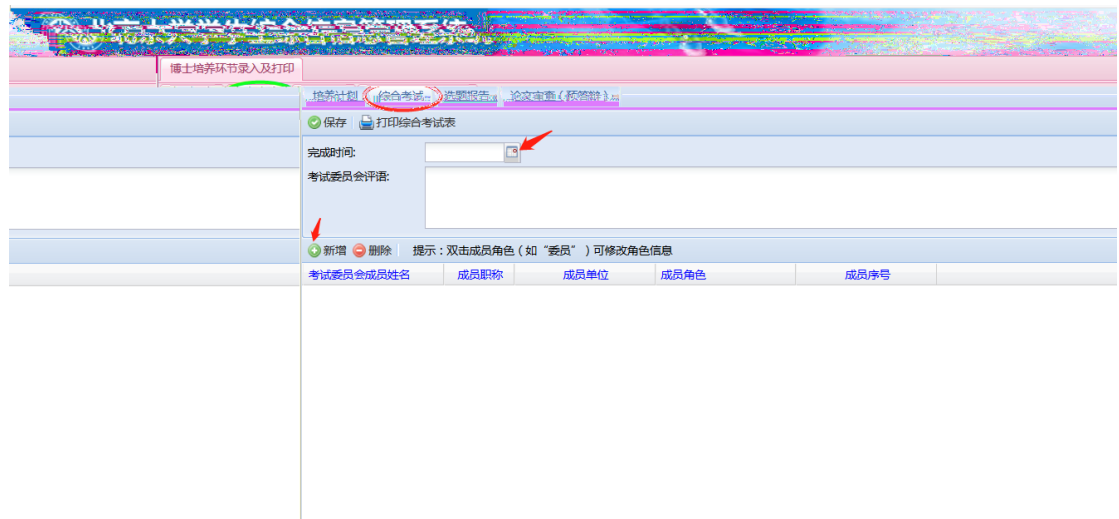 博士培养环节录入及打印
培养计划 综合考试 选题报告 论文审查（预答辩）
保存 打印综合考试表
完成时间:
考试委员会评语:
新增 删除 提示：双击成员角色（如“委员”）可修改角色信息
考试委员会成员姓名 成员职称 成员单位 成员角色 成员序号